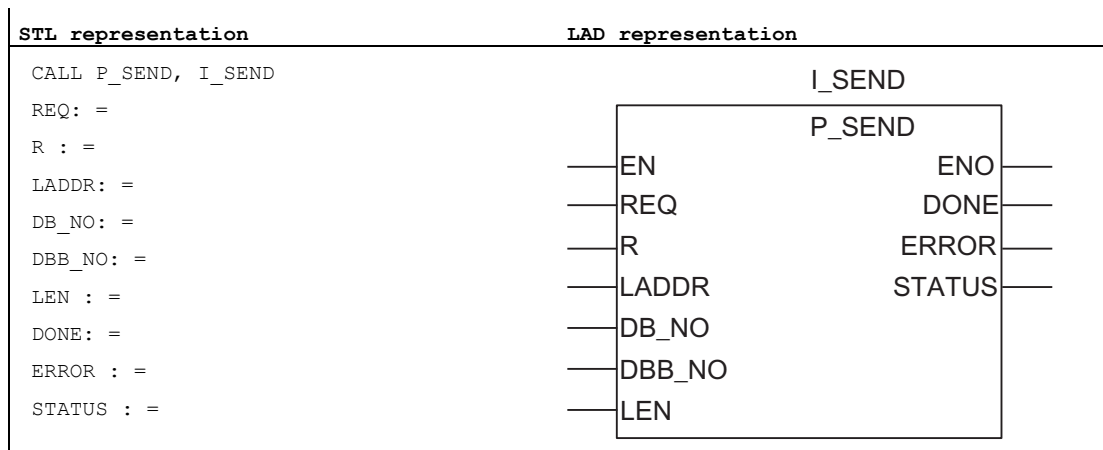 STL representation
LAD representation
CALL P_SEND, I_SEND
REQ: =
R : =
LADDR: =
DB_NO: =
DBB_NO: =
LEN : =
DONE: =
ERROR : =
STATUS : =
I_SEND
P_SEND
EN ENO
REQ DONE
R ERROR
LADDR STATUS
DB_NO
DBB_NO
LEN